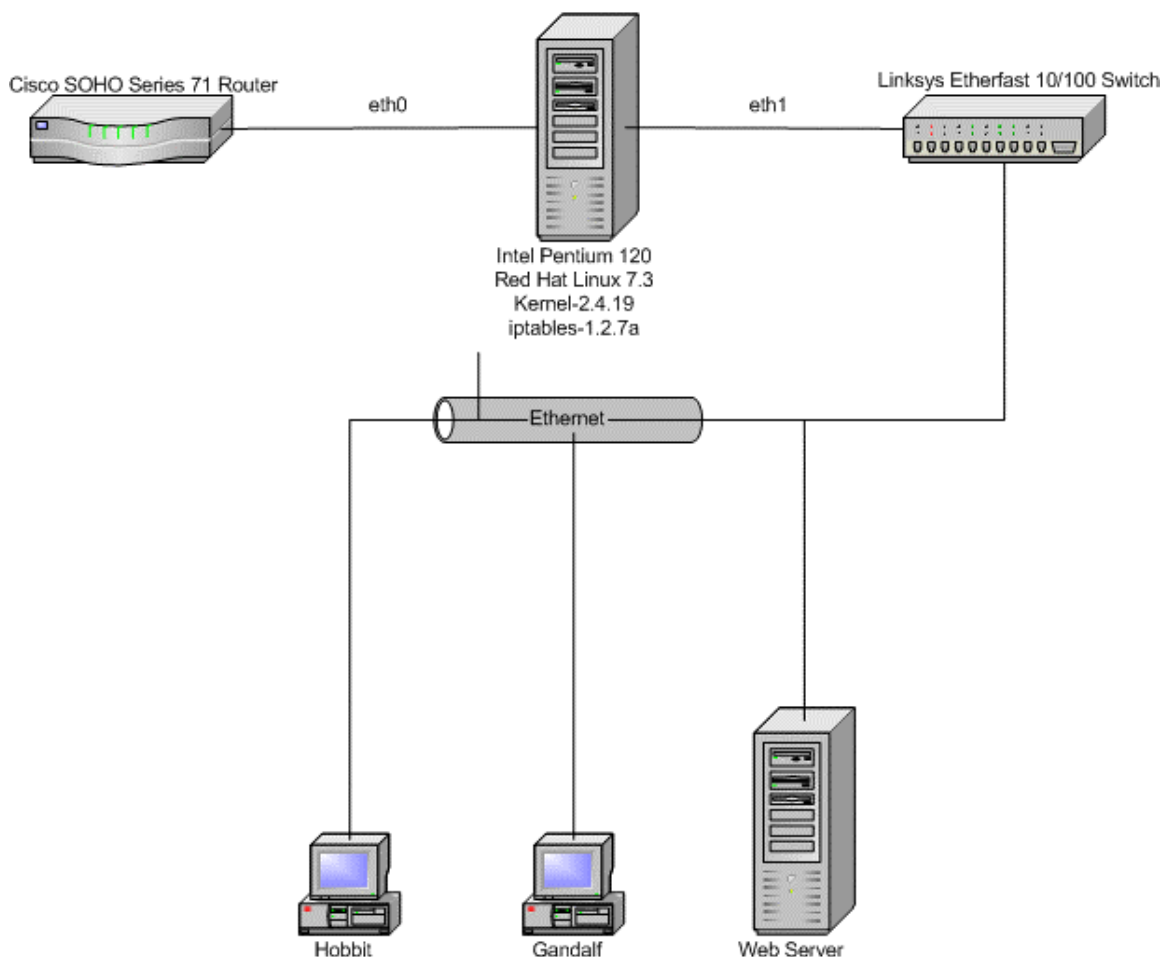 Cisco SOHO Series 71 Router
eth0
eth1
Linksys Etherfast 10/100 Switch
Intel Pentium 120
Red Hat Linux 7.3
Kernel-2.4.19
iptables-1.2.7a
Ethernet
Hobbit
Gandalf
Web Server